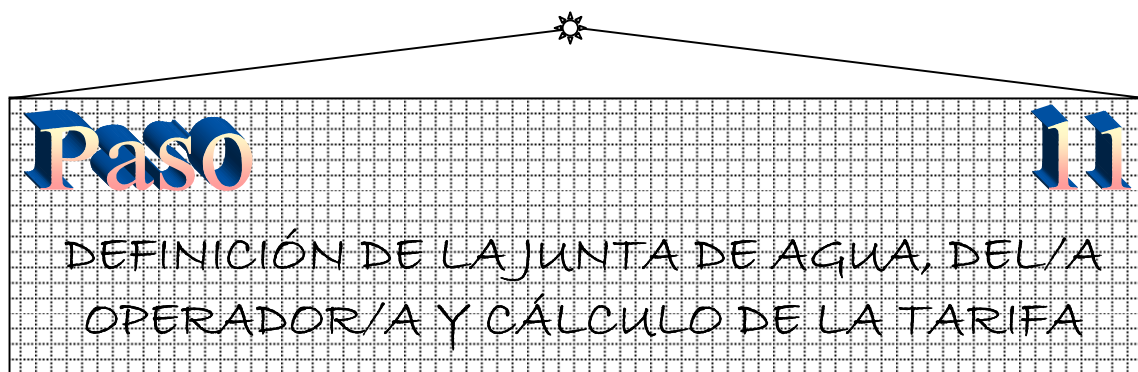 Paso 11
DEFINICIÓN DE LA JUNTA DE AGUA, DEL/A
OPERADOR/A Y CÁLCULO DE LA TARIFA